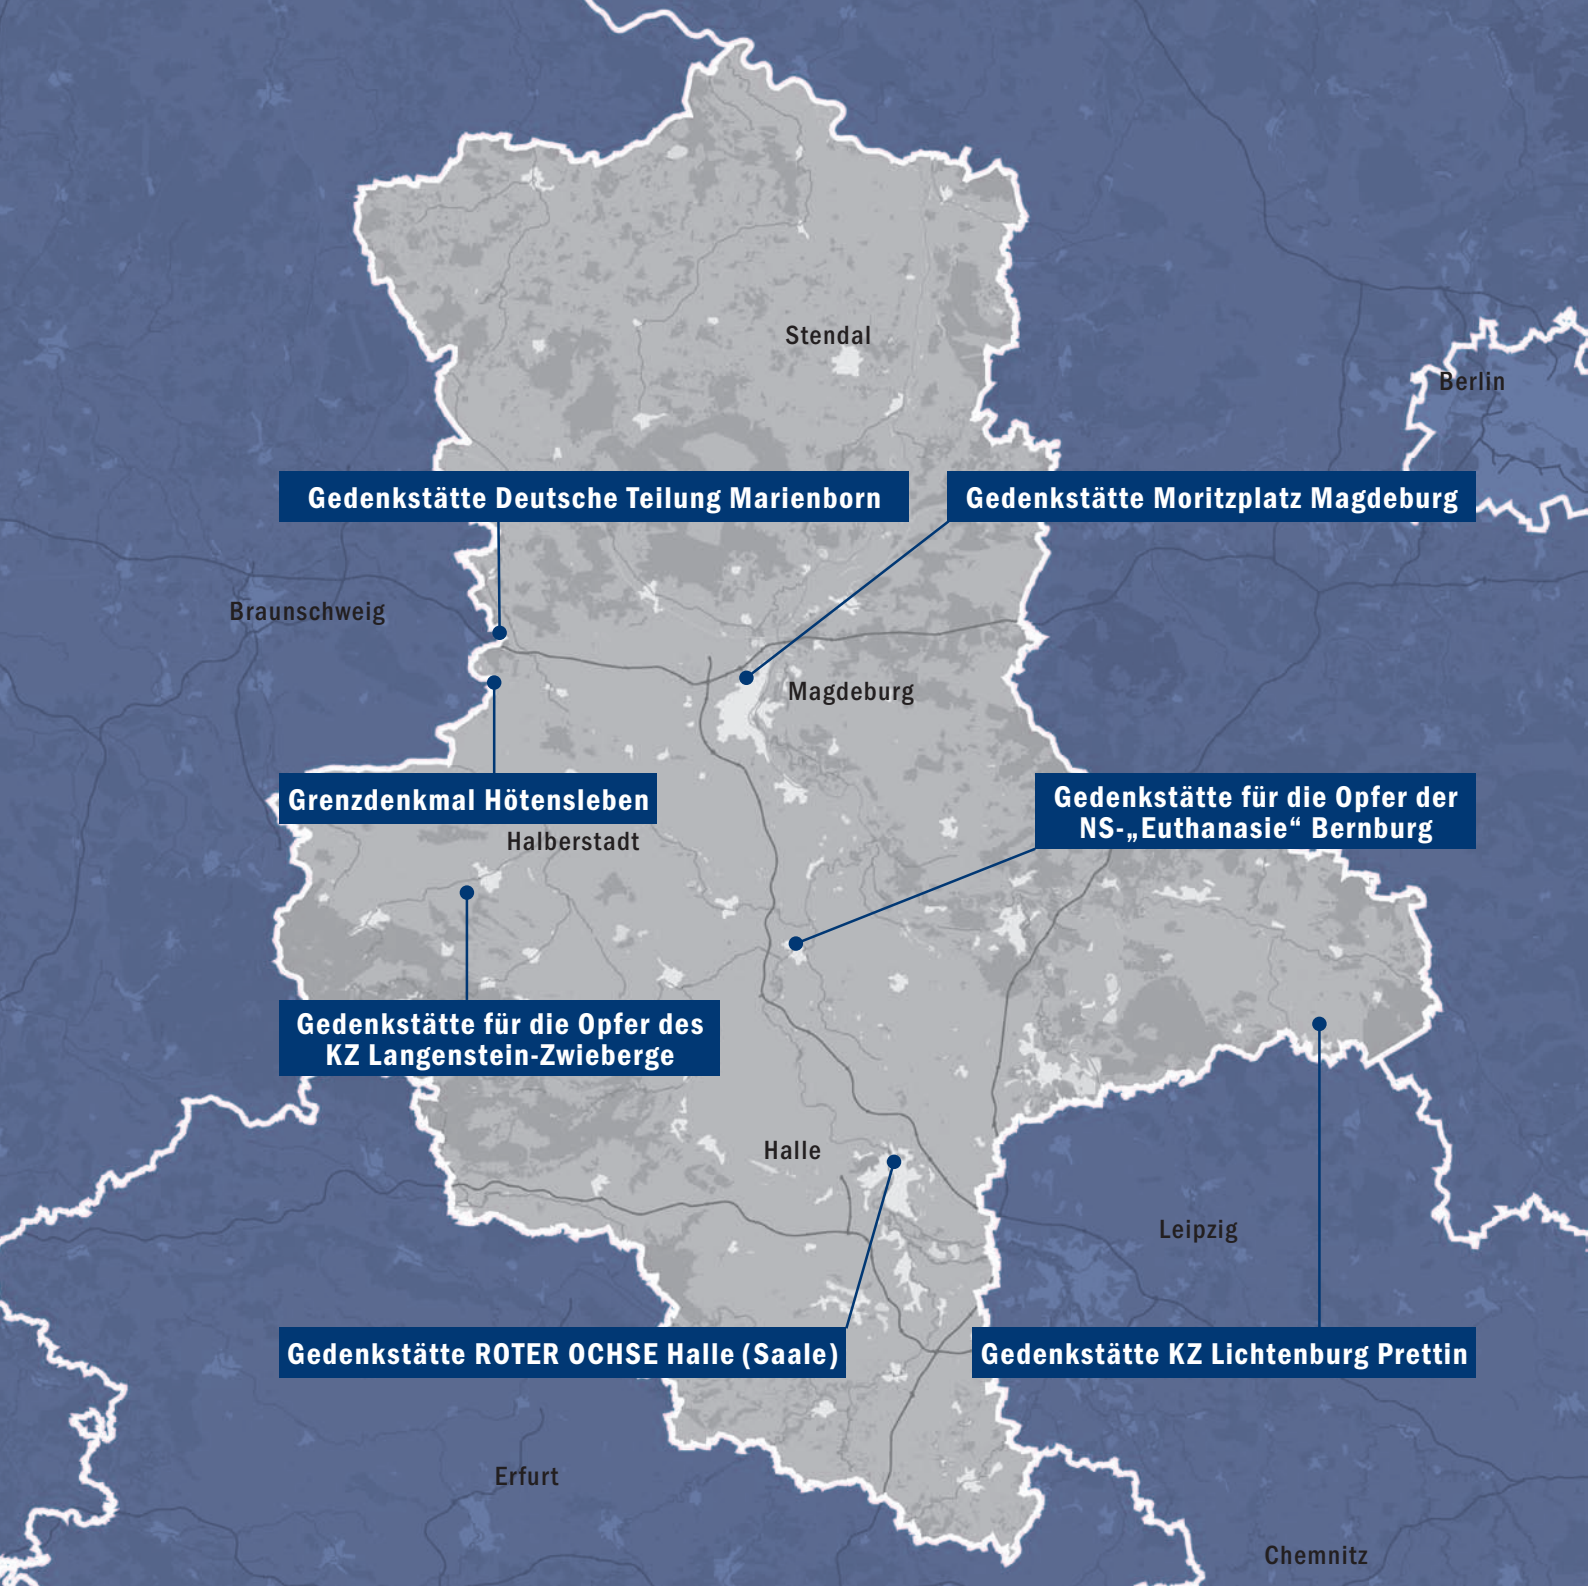 Stendal
Berlin
Gedenkstätte Deutsche Teilung Marienborn
Gedenkstätte Moritzplatz Magdeburg
Braunschweig
Magdeburg
Grenzdenkmal Hötensleben
Gedenkstätte für die Opfer der
NS-„Euthanasie“ Bernburg
Halberstadt
Gedenkstätte für die Opfer des
KZ Langenstein-Zwieberge
Halle
Leipzig
Gedenkstätte ROTER OCHSE Halle (Saale)
Gedenkstätte KZ Lichtenburg Prettin
Erfurt
Chemnitz